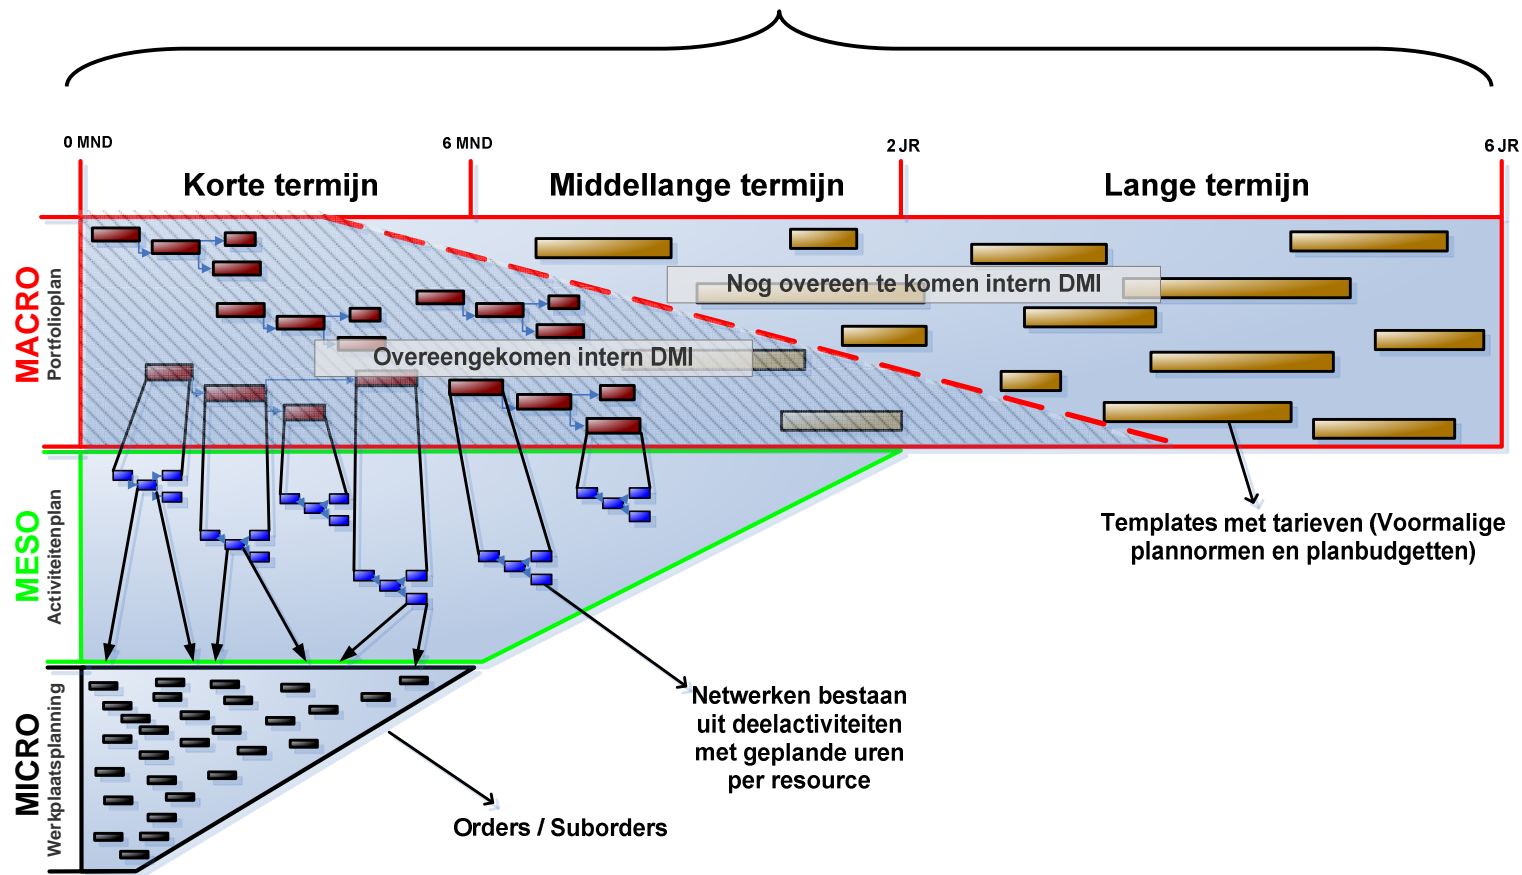 0 MND
6 MND
2 JR
6 JR
Korte termijn
Middellange termijn
Lange termijn
MACRO
Portfolioplan
Nog overeen te komen intern DMI
Overeengekomen intern DMI
MESO
Activiteitenplan
Templates met tarieven (Voormalige
plannormen en planbudgetten)
MICRO
Werkplaatsplanning
Netwerken bestaan
uit deelactiviteiten
met geplande uren
per resource
Orders / Suborders